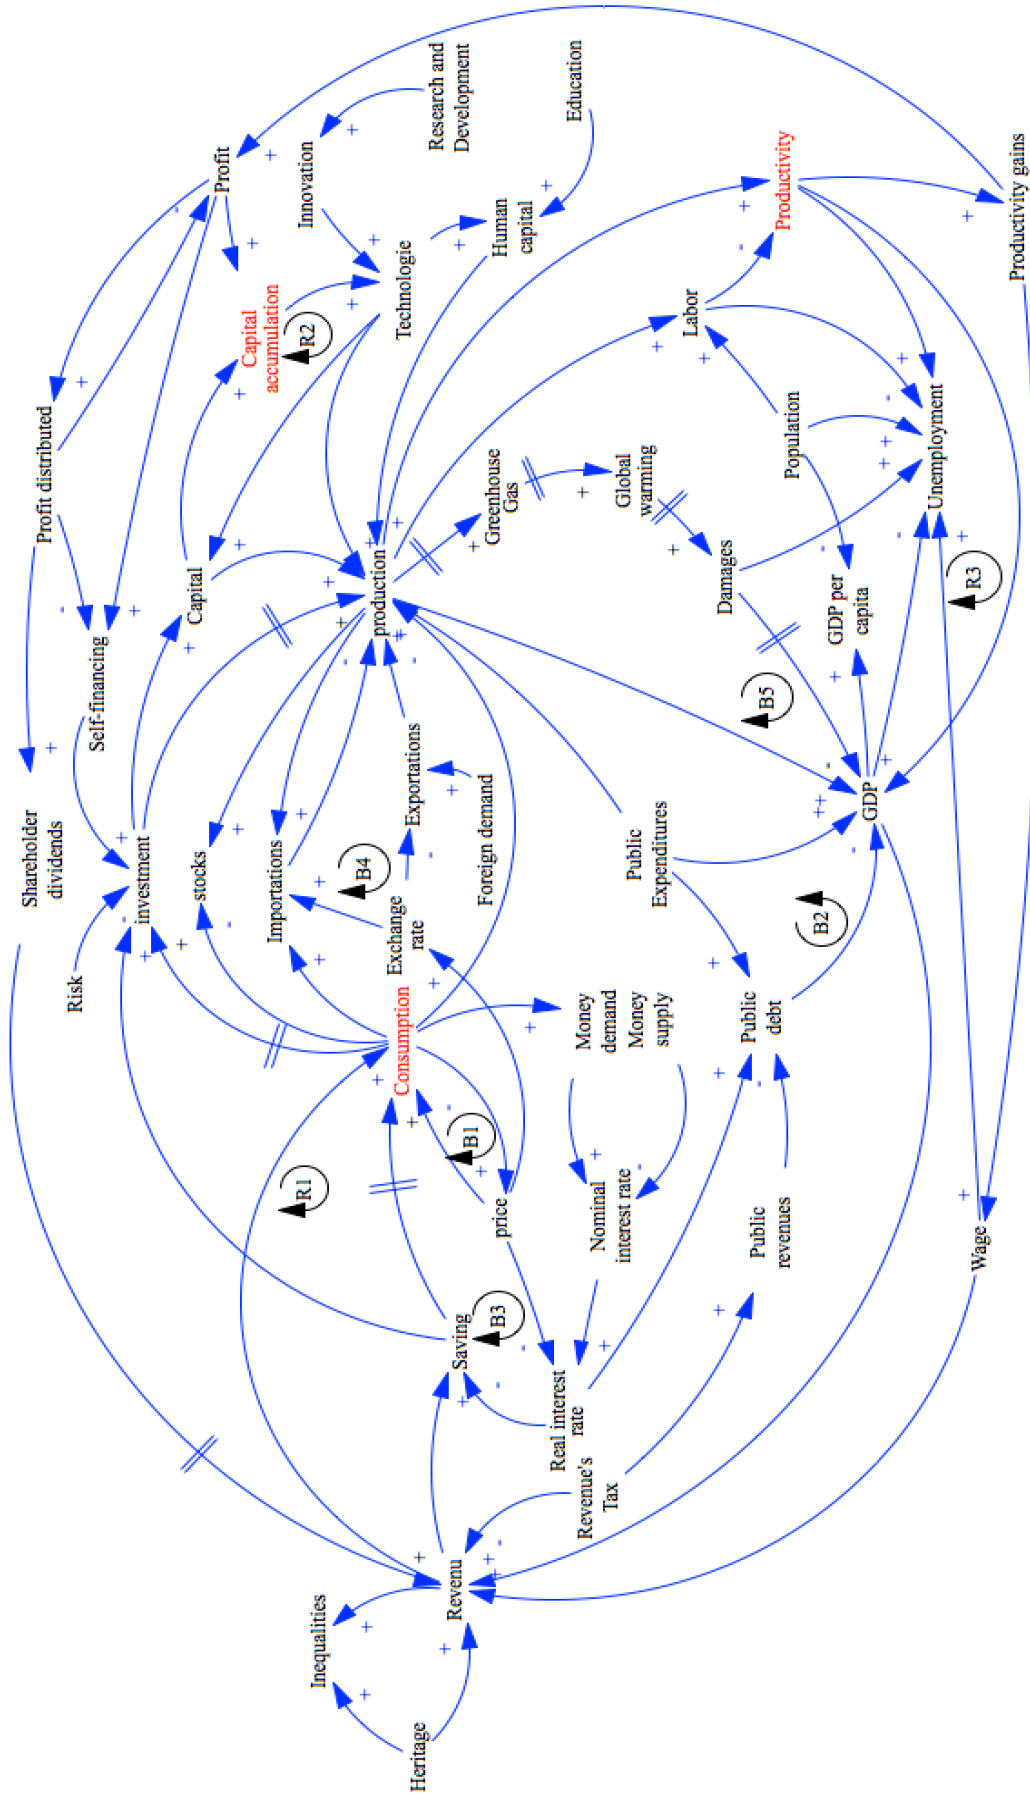 Heritage
Inequalities
Revenu
Revenue's
Tax
Real interest
rate
Saving
B3
R1
B1
price
Nominal
interest rate
Public
revenues
Wage
Money
demand
Money
supply
Public
debt
B2
Consumption
Exchange
rate
B4
Risk
Shareholder
dividends
investment
stocks
Importations
Exportations
Foreign demand
Public
Expenditures
GDP
B5
GDP per
capita
R3
Self-financing
Capital
production
Damages
Global
warming
Greenhouse
Gas
Unemployment
Population
Profit distributed
Capital
accumulation
R2
Technologie
Labor
Human
capital
Innovation
Profit
Productivity
Productivity gains
Research and
Development
Education